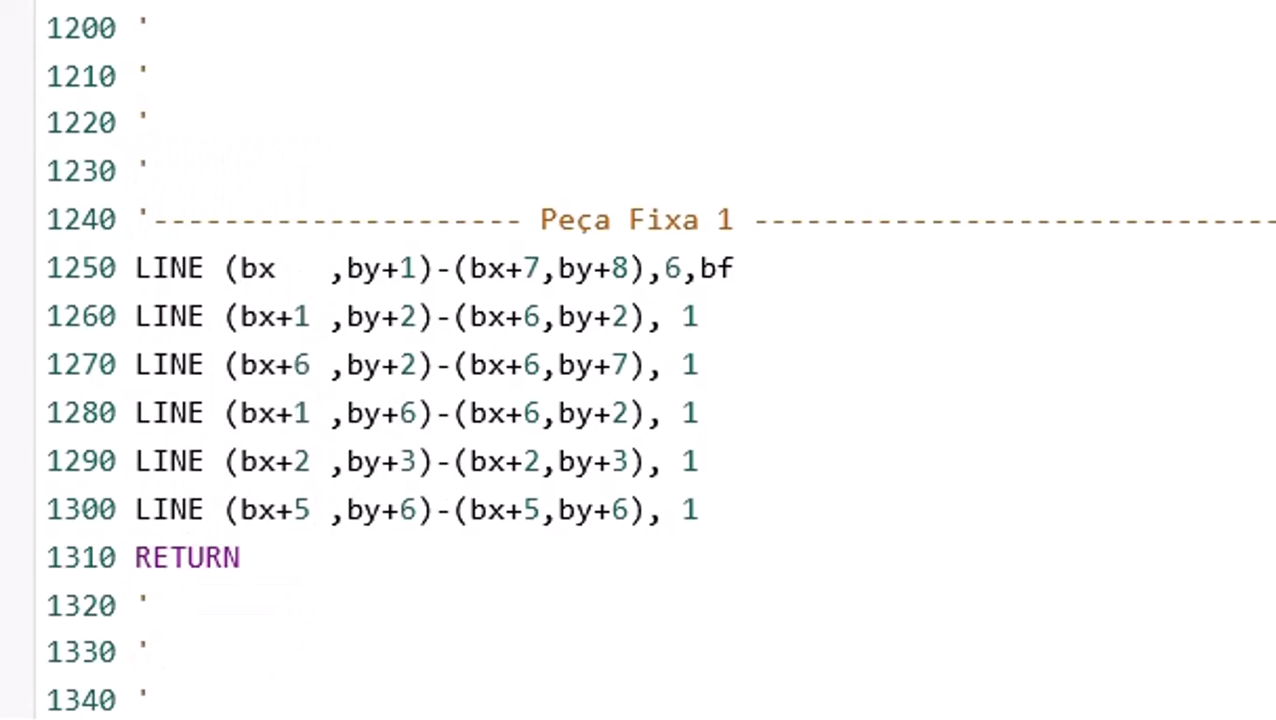 1200 '
1210 '
1220 '
1230 '
1240 '--------------------- Peça Fixa 1 ------------------------------
1250 LINE (bx   ,by+1)-(bx+7,by+8),6,bf
1260 LINE (bx+1 ,by+2)-(bx+6,by+2), 1
1270 LINE (bx+6 ,by+2)-(bx+6,by+7), 1
1280 LINE (bx+1 ,by+6)-(bx+6,by+2), 1
1290 LINE (bx+2 ,by+3)-(bx+2,by+3), 1
1300 LINE (bx+5 ,by+6)-(bx+5,by+6), 1
1310 RETURN
1320 '
1330 '
1340 '